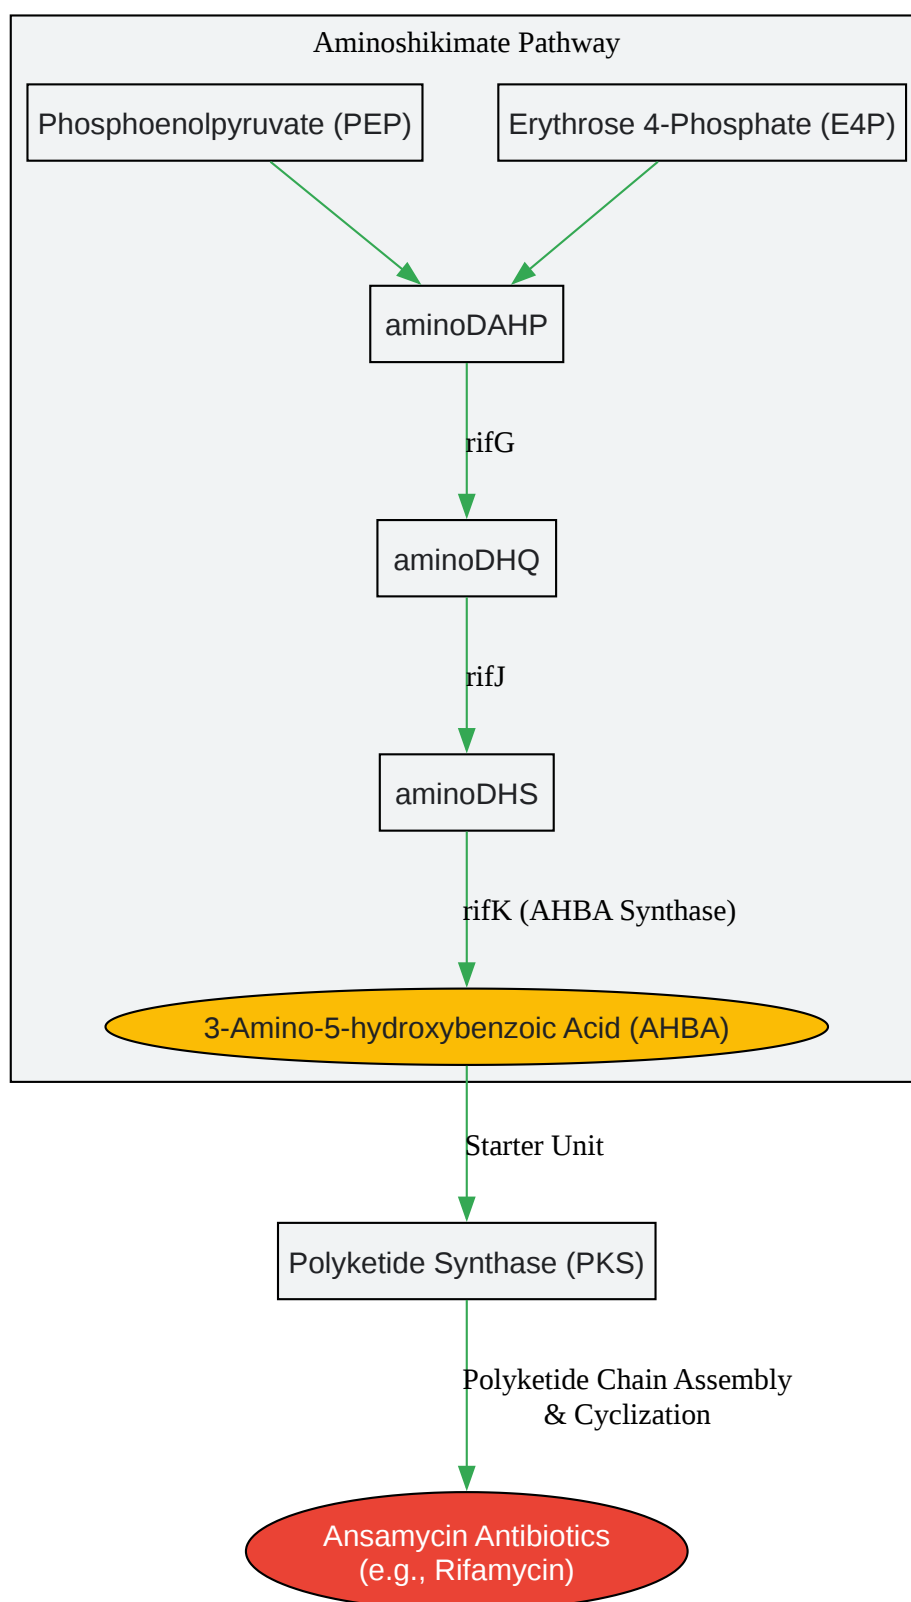 Aminoshikimate Pathway
Phosphoenolpyruvate (PEP)
Erythrose 4-Phosphate (E4P)
aminoDAHP
rifG
aminoDHQ
rifJ
aminoDHS
rifK (AHBA Synthase)
3-Amino-5-hydroxybenzoic Acid (AHBA)
Starter Unit
Polyketide Synthase (PKS)
Polyketide Chain Assembly
& Cyclization
Ansamycin Antibiotics
(e.g., Rifamycin)